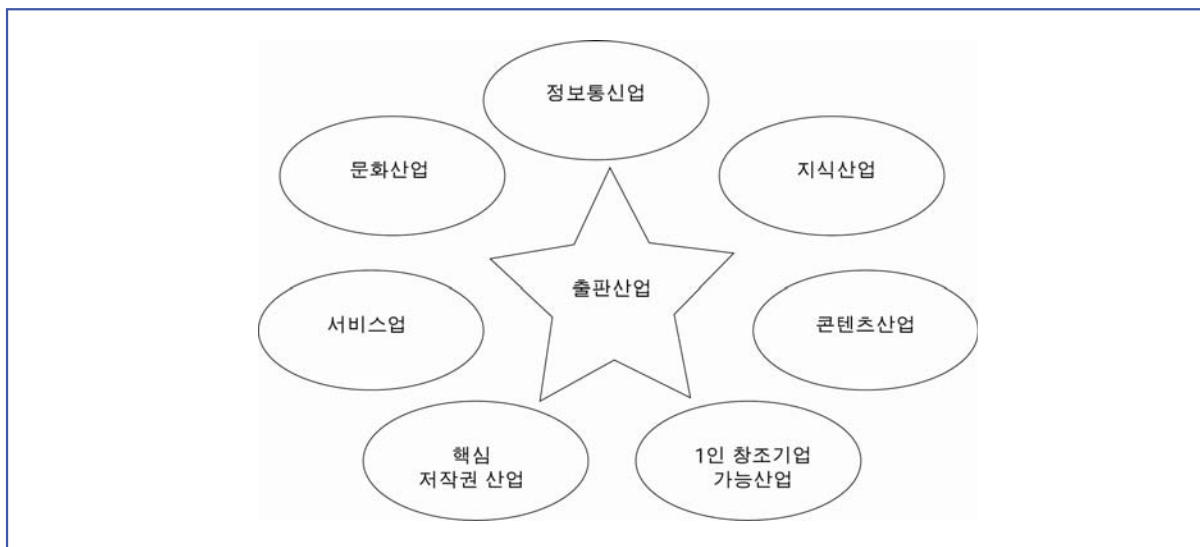 정보통신업
문화산업
지식산업
출판산업
서비스업
콘텐츠산업
핵심
저작권 산업
1인 창조기업
가능산업